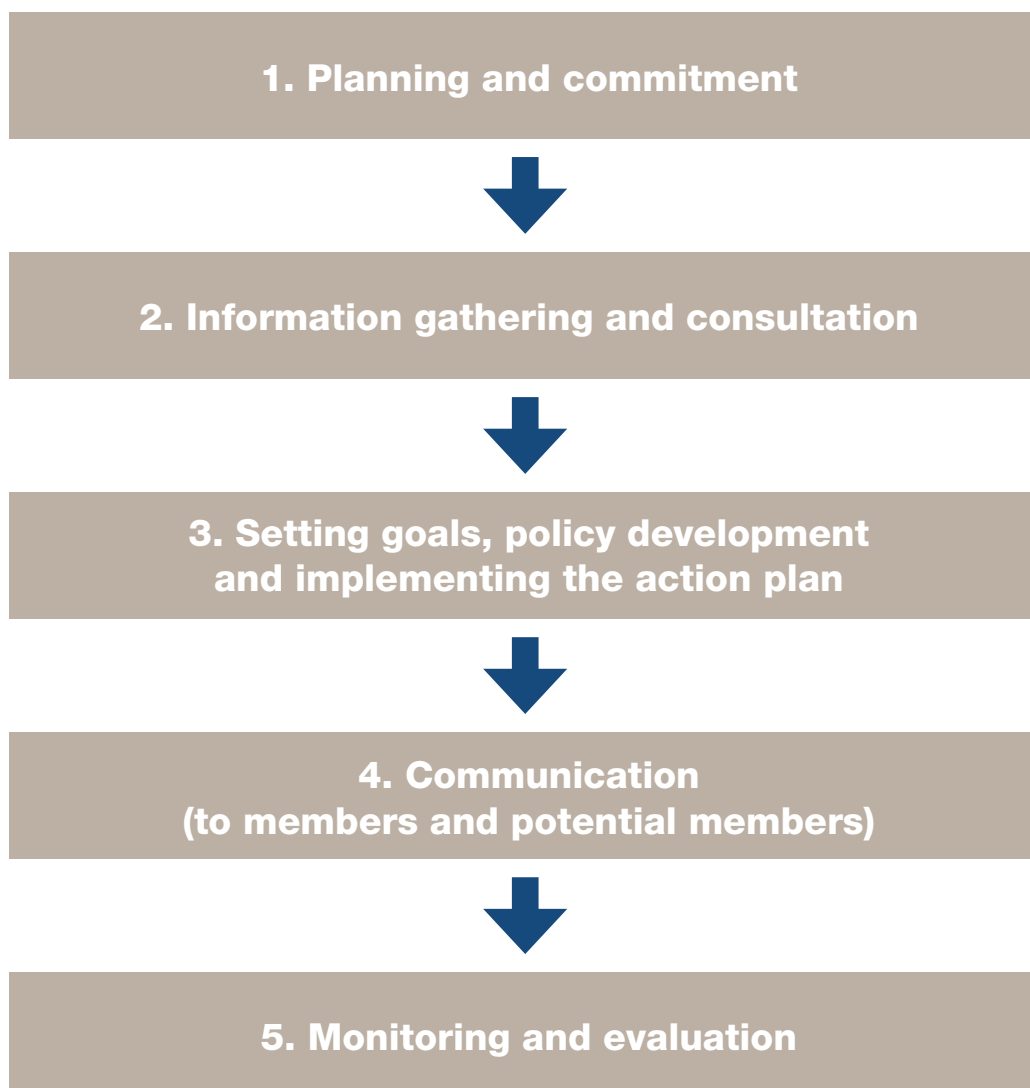 1. Planning and commitment
2. Information gathering and consultation
3. Setting goals, policy development
and implementing the action plan
4. Communication
(to members and potential members)
5. Monitoring and evaluation